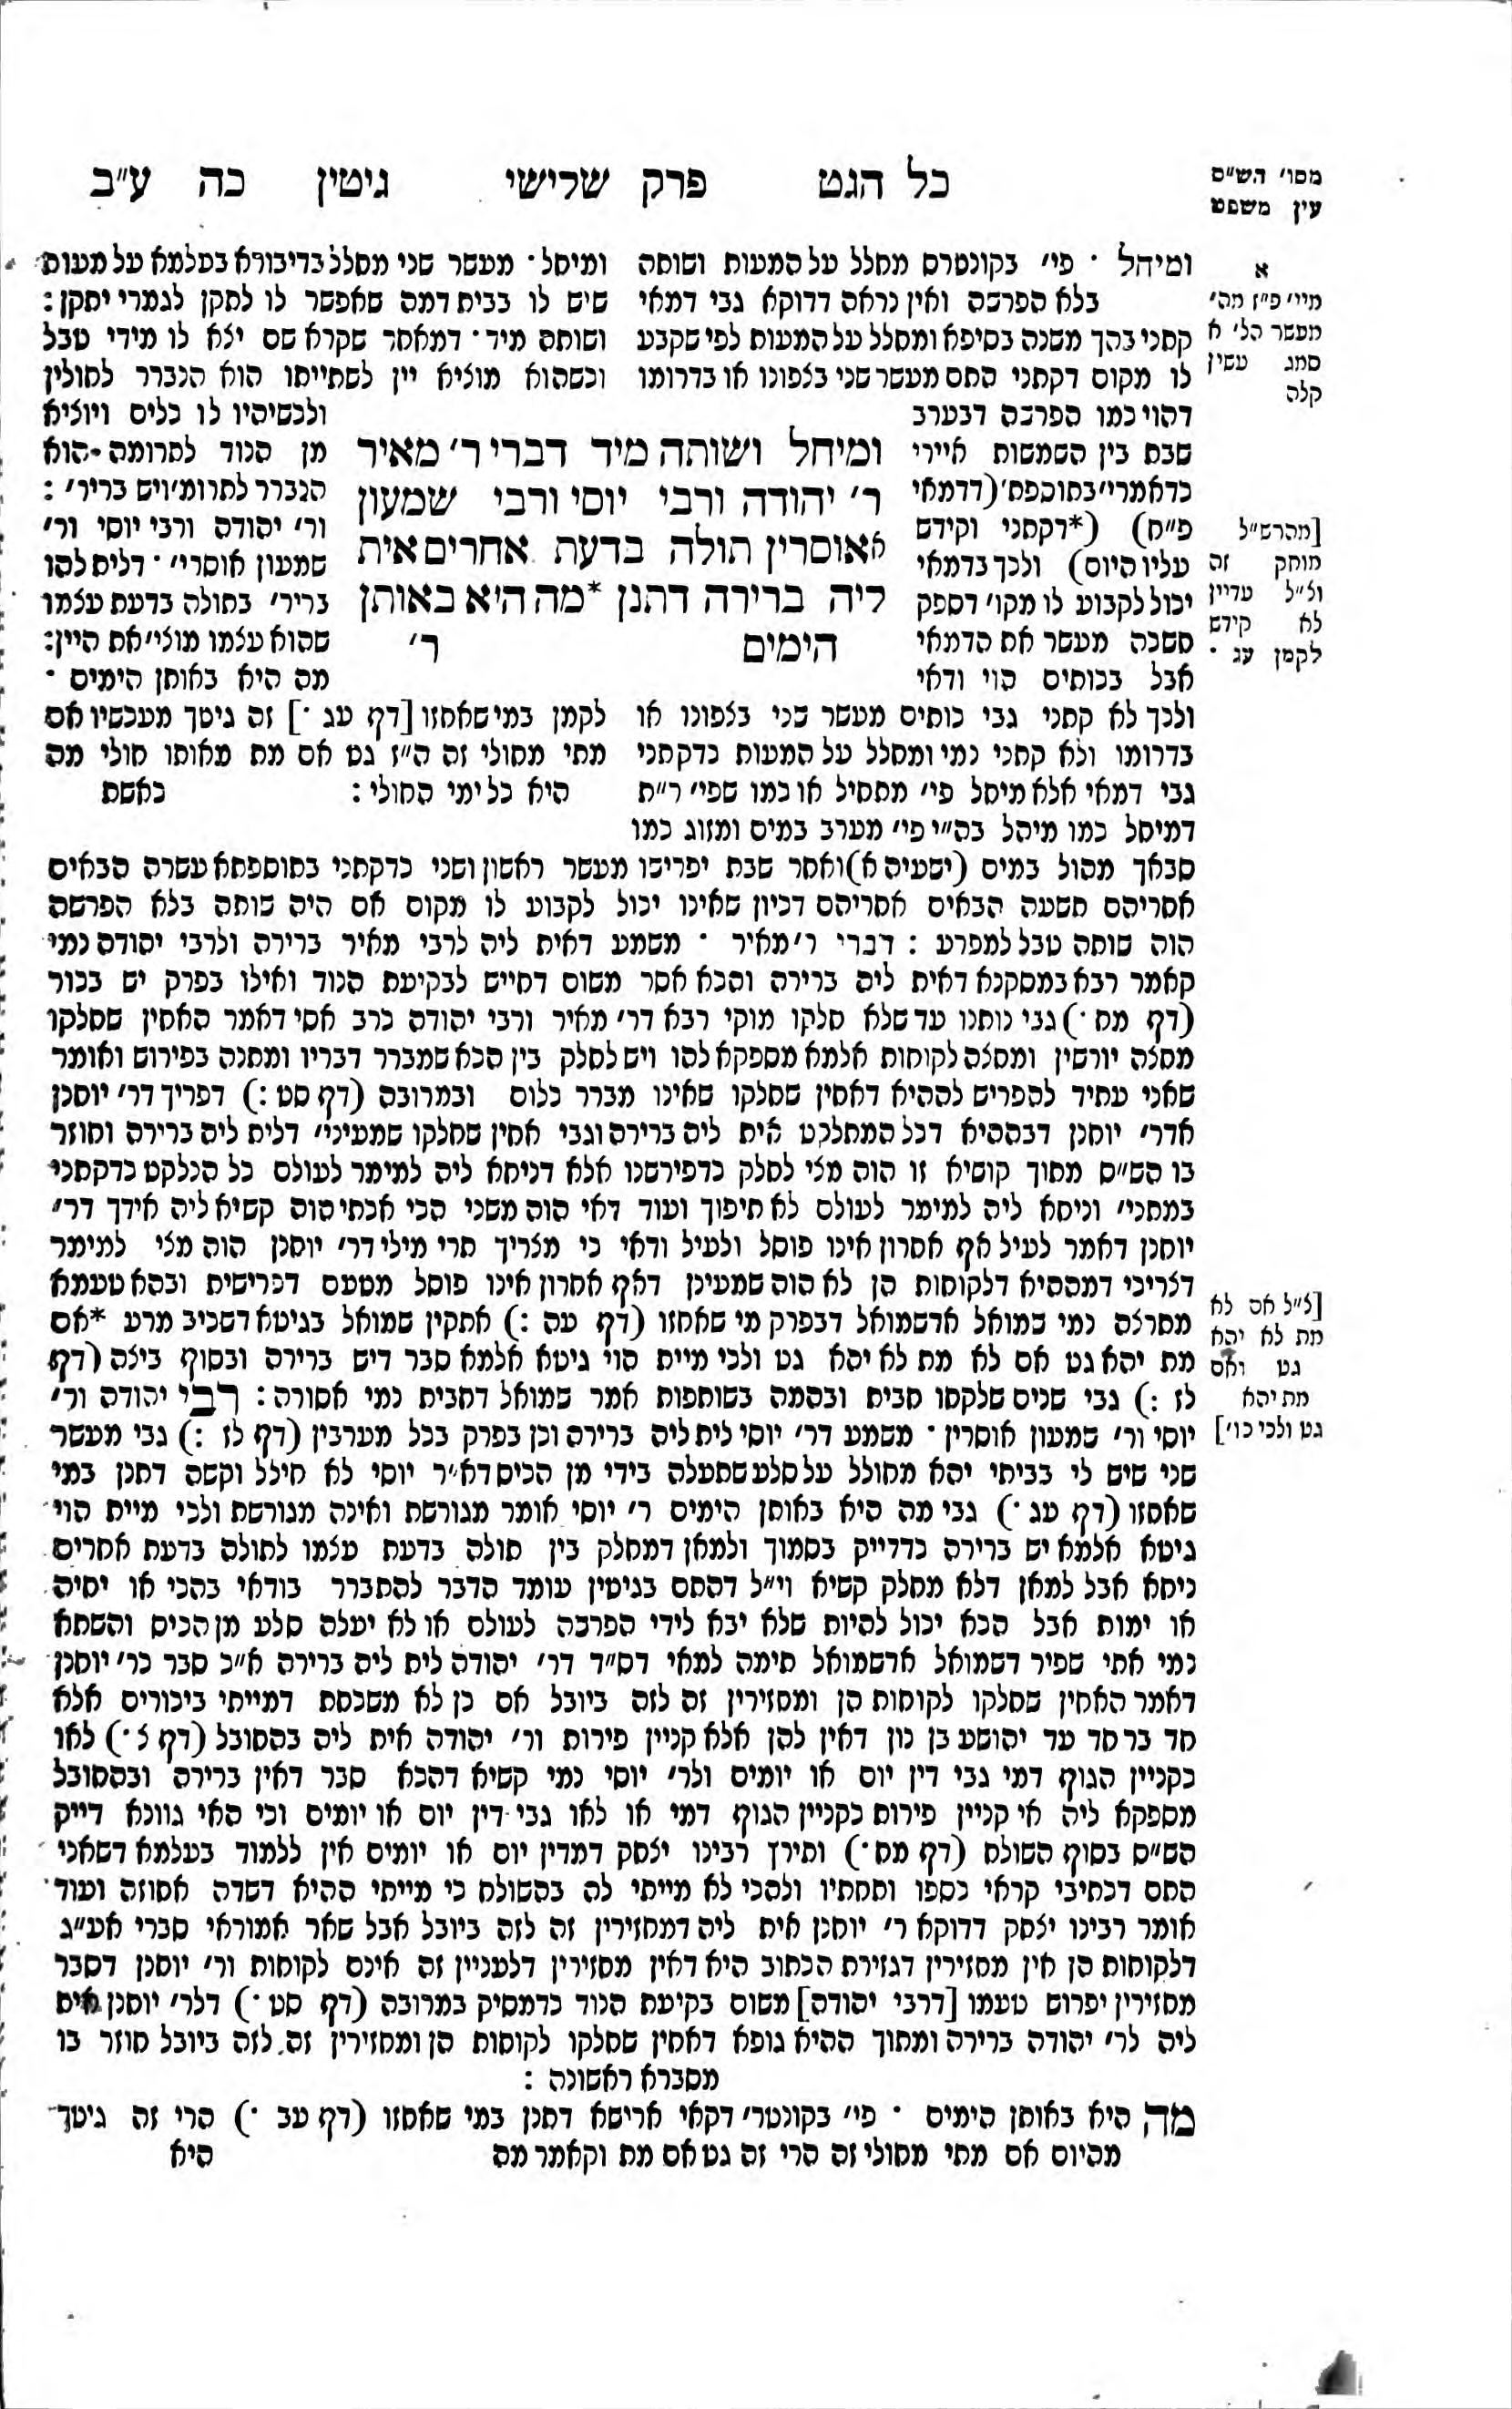 כל הגט פרק שלישי גיטין כה ע״ב
מסו׳ הש״ס
עין משפט
א
מיי׳ פ״ז מה׳
מעשר הל׳ א
סמג עשין
קלה
[מהרש״ל
מוחק זה
וצ״ל עדיין
לא קידש
לקמן עג ·
[צ״ל אם לא
מת לא יהא
גט ואם
מת יהא
גט ולכי כו׳]
ומיחל ושותה מיד דברי ר׳ מאיר
ר׳ יהודה ורבי יוסי ורבי שמעון
אאוסרין תולה בדעת אחרים אית
ליה ברירה דתנן *מה היא באותן
הימים ר׳
ומיחל · מעשר שני מחלל בדיבורא בעלמא על מעות
שיש לו בבית דמה שאפשר לו לתקן לגמרי יתקן :
ושותה מיד · דמאחר שקרא שם יצא לו מידי טבל
וכשהוא מוציא יין לשתייתו הוא הנברר לחולין
ולכשיהיו לו כלים ויוציא
מן הנוד לתרומה הוא
הנברר לתרומ׳ ויש בריר׳ :
ור׳ יהודה ורבי יוסי ור׳
שמעון אוסרי׳ · דלית להו
בריר׳ בתולה בדעת עצמו
שהוא עצמו מוצי׳ את היין:
מה היא באותן הימים ·
לקמן במי שאחזו [דף עג ·] זה גיטך מעכשיו אם
מתי מחולי זה ה״ז גט אם מת מאותו חולי מה
היא כל ימי החולי : באשת
ומיהל · פי׳ בקונטרס מחלל על המעות ושותה
בלא הפרשה ואין נראה דדוקא גבי דמאי
קתני בהך משנה בסיפא ומחלל על המעות לפי שקבע
לו מקום דקתני התם מעשר שני בצפונו או בדרומו
דהוי כמו הפרשה דבערב
שבת בין השמשות איירי
כדאמרי׳ בתוספת׳ (דדמאי
פ״ח) (*דקתני וקידש
עליו היום) ולכך בדמאי
יכול לקבוע לו מקו׳ דספק
משנה מעשר את הדמאי
אבל בכותים הוי ודאי
ולכך לא קתני גבי כותים מעשר שני בצפונו או
בדרומו ולא קתני נמי ומחלל על המעות כדקתני
גבי דמאי אלא מיחל פי׳ מתחיל או כמו שפי׳ ר״ת
דמיחל כמו מיהל בה״י פי׳ מערב במים ומזוג כמו
סבאך מהול במים (ישעיה א) ואחר שבת יפרישו מעשר ראשון ושני כדקתני בתוספתא עשרה הבאים
אחריהם תשעה הבאים אחריהם דכיון שאינו יכול לקבוע לו מקום אם היה שותה בלא הפרשה
הוה שותה טבל למפרע : דברי ר׳ מאיר · משמע דאית ליה לרבי מאיר ברירה ולרבי יהודה נמי
קאמר רבא במסקנא דאית ליה ברירה והכא אסר משום דחייש לבקיעת הנוד ואילו בפרק יש בכור
(דף מח ·) גבי נותנו עד שלא חלקו מוקי רבא דר׳ מאיר ורבי יהודה כרב אסי דאמר האחין שחלקו
מחצה יורשין ומחצה לקוחות אלמא מספקא להו ויש לחלק בין הכא שמברר דבריו ומתנה בפירוש ואומר
שאני עתיד להפריש לההיא דאחין שחלקו שאינו מברר כלום ובמרובה (דף סט :) דפריך דר׳ יוחנן
אדר׳ יוחנן דבההיא דכל המתלקט אית ליה ברירה וגבי אחין שחלקו שמעינ׳ דלית ליה ברירה וחוזר
בו הש״ס מתוך קושיא זו הוה מצי לחלק כדפירשנו אלא דניחא ליה למימר לעולם כל הנלקט כדקתני
במתני׳ וניחא ליה למימר לעולם לא תיפוך ועוד דאי הוה משני הכי אכתי הוה קשיא ליה אידך דר׳
יוחנן דאמר לעיל אף אחרון אינו פוסל ולעיל ודאי כי מצריך תרי מילי דר׳ יוחנן הוה מצי למימר
דצריכי דמההיא דלקוחות הן לא הוה שמעינן דאף אחרון אינו פוסל מטעם דפרישית ובהא טעמא
מתרצה נמי שמואל אדשמואל דבפרק מי שאחזו (דף עה :) אתקין שמואל בגיטא דשכיב מרע *אם
מת יהא גט אם לא מת לא יהא גט ולכי מיית הוי גיטא אלמא סבר דיש ברירה ובסוף ביצה (דף
לז :) גבי שנים שלקחו חבית ובהמה בשותפות אמר שמואל דחבית נמי אסורה : רבי יהודה ור׳
יוסי ור׳ שמעון אוסרין · משמע דר׳ יוסי לית ליה ברירה וכן בפרק בכל מערבין (דף לז :) גבי מעשר
שני שיש לי בביתי יהא מחולל על סלע שתעלה בידי מן הכיס דא״ר יוסי לא חילל וקשה דתנן במי
שאחזו (דף עג ·) גבי מה היא באותן הימים ר׳ יוסי אומר מגורשת ואינה מגורשת ולכי מיית הוי
גיטא אלמא יש ברירה כדדייק בסמוך ולמאן דמחלק בין תולה בדעת עצמו לתולה בדעת אחרים
ניחא אבל למאן דלא מחלק קשיא וי״ל דהתם בגיטין עומד הדבר להתברר בודאי בהכי או יחיה
או ימות אבל הכא יכול להיות שלא יבא לידי הפרשה לעולם או לא יעלה סלע מן הכיס והשתא
נמי אתי שפיר דשמואל אדשמואל תימה למאי דס״ד דר׳ יהודה לית ליה ברירה א״כ סבר כר׳ יוחנן
דאמר האחין שחלקו לקוחות הן ומחזירין זה לזה ביובל אם כן לא משכחת דמייתי ביכורים אלא
חד בר חד עד יהושע בן נון דאין להן אלא קניין פירות ור׳ יהודה אית ליה בהחובל (דף צ ·) לאו
כקניין הגוף דמי גבי דין יום או יומים ולר׳ יוסי נמי קשיא דהכא סבר דאין ברירה ובהחובל
מספקא ליה אי קניין פירות כקניין הגוף דמי או לאו גבי דין יום או יומים וכי האי גוונא דייק
הש״ס בסוף השולח (דף מח ·) ותירץ רבינו יצחק דמדין יום או יומים אין ללמוד בעלמא דשאני
התם דכתיבי קראי כספו ותחתיו ולהכי לא מייתי לה בהשולח כי מייתי ההיא דשדה אחוזה ועוד
אומר רבינו יצחק דדוקא ר׳ יוחנן אית ליה דמחזירין זה לזה ביובל אבל שאר אמוראי סברי אע״ג
דלקוחות הן אין מחזירין דגזירת הכתוב היא דאין מחזירין דלעניין זה אינם לקוחות ור׳ יוחנן דסבר
מחזירין יפרוש טעמו [דרבי יהודה] משום בקיעת הנוד כדמסיק במרובה (דף סט ·) דלר׳ יוחנן אית
ליה לר׳ יהודה ברירה ומתוך ההיא גופא דאחין שחלקו לקוחות הן ומחזירין זה לזה ביובל חוזר בו
מסברא ראשונה :
מה היא באותן הימים · פי׳ בקונטר׳ דקאי ארישא דתנן במי שאחזו (דף עב ·) הרי זה גיטך
מהיום אם מתי מחולי זה הרי זה גט אם מת וקאמר מה היא